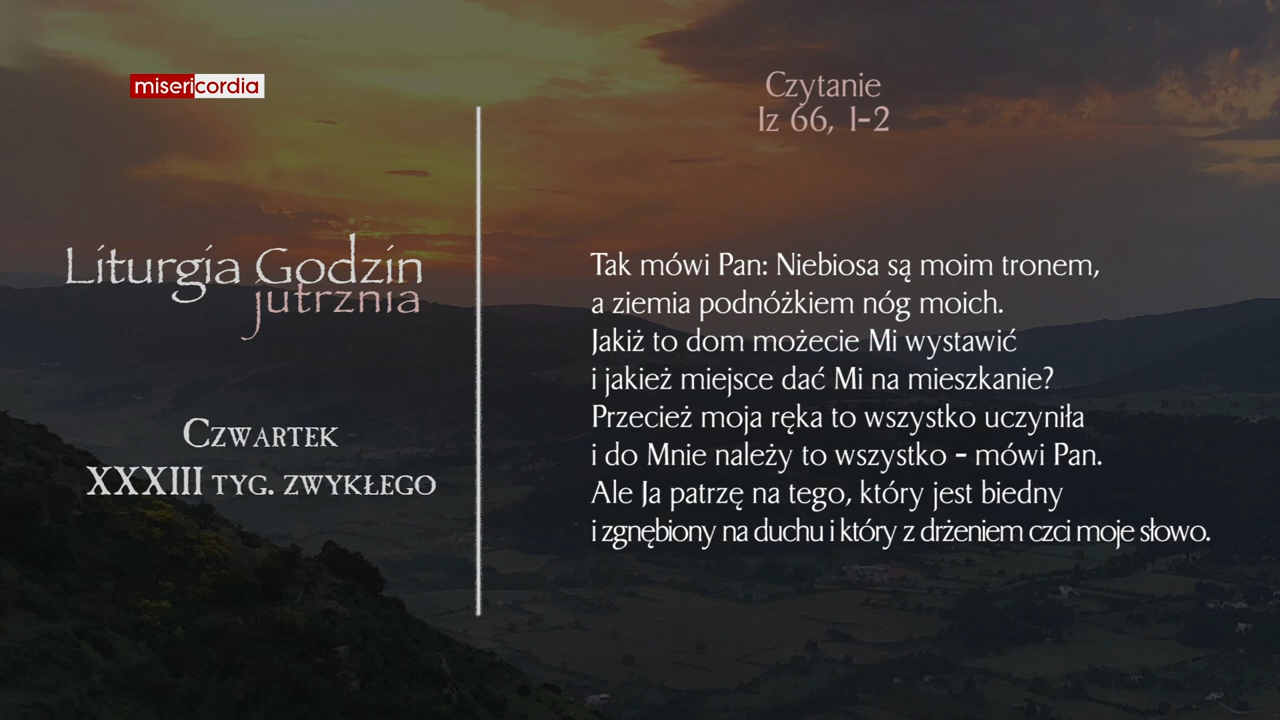 misericordia
Liturgia Godzin
jutrznia
Czwartek
XXXIII tyg. zwykłego
Czytanie
Iz 66, 1-2
Tak mówi Pan: Niebiosa są moim tronem,
a ziemia podnóżkiem nóg moich.
Jakiż to dom możecie Mi wystawić
i jakież miejsce dać Mi na mieszkanie?
Przecież moja ręka to wszystko uczyniła
i do Mnie należy to wszystko - mówi Pan.
Ale Ja patrzę na tego, który jest biedny
i zgnębiony na duchu i który z drżeniem czci moje słowo.